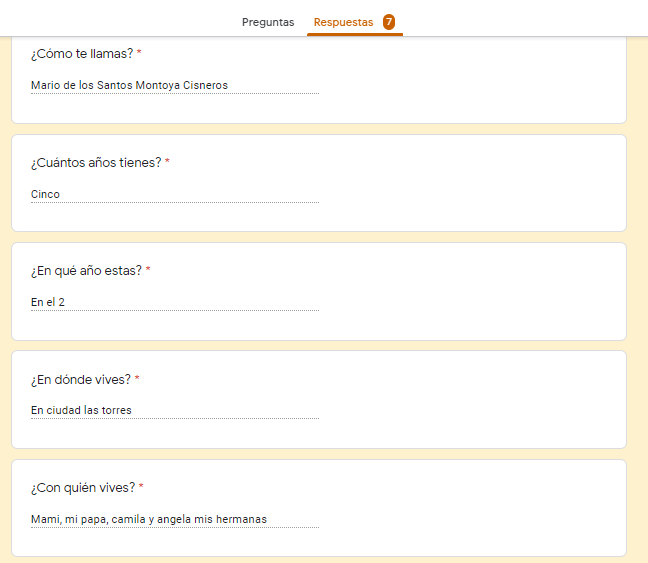 Preguntas Respuestas 7
¿Cómo te llamas? *
Mario de los Santos Montoya Cisneros
¿Cuántos años tienes? *
Cinco
¿En qué año estas? *
En el 2
¿En dónde vives? *
En ciudad las torres
¿Con quién vives? *
Mami, mi papa, camila y angela mis hermanas